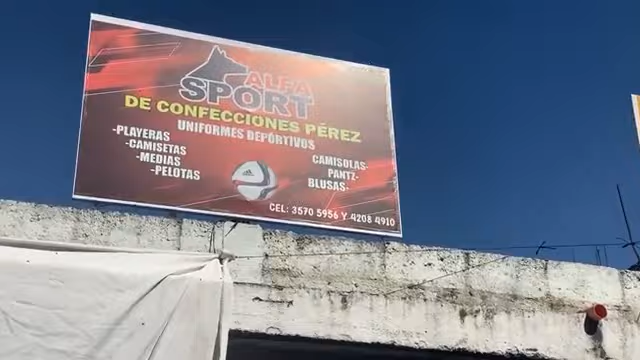 ALFA
SPORT
DE CONFECCIONES PÉREZ
UNIFORMES DEPORTIVOS
-PLAYERAS
-CAMISETAS
-MEDIAS
-PELOTAS
CAMISOLAS-
PANTZ-
BLUSAS-
CEL: 3570 5956 Y 4208 4910